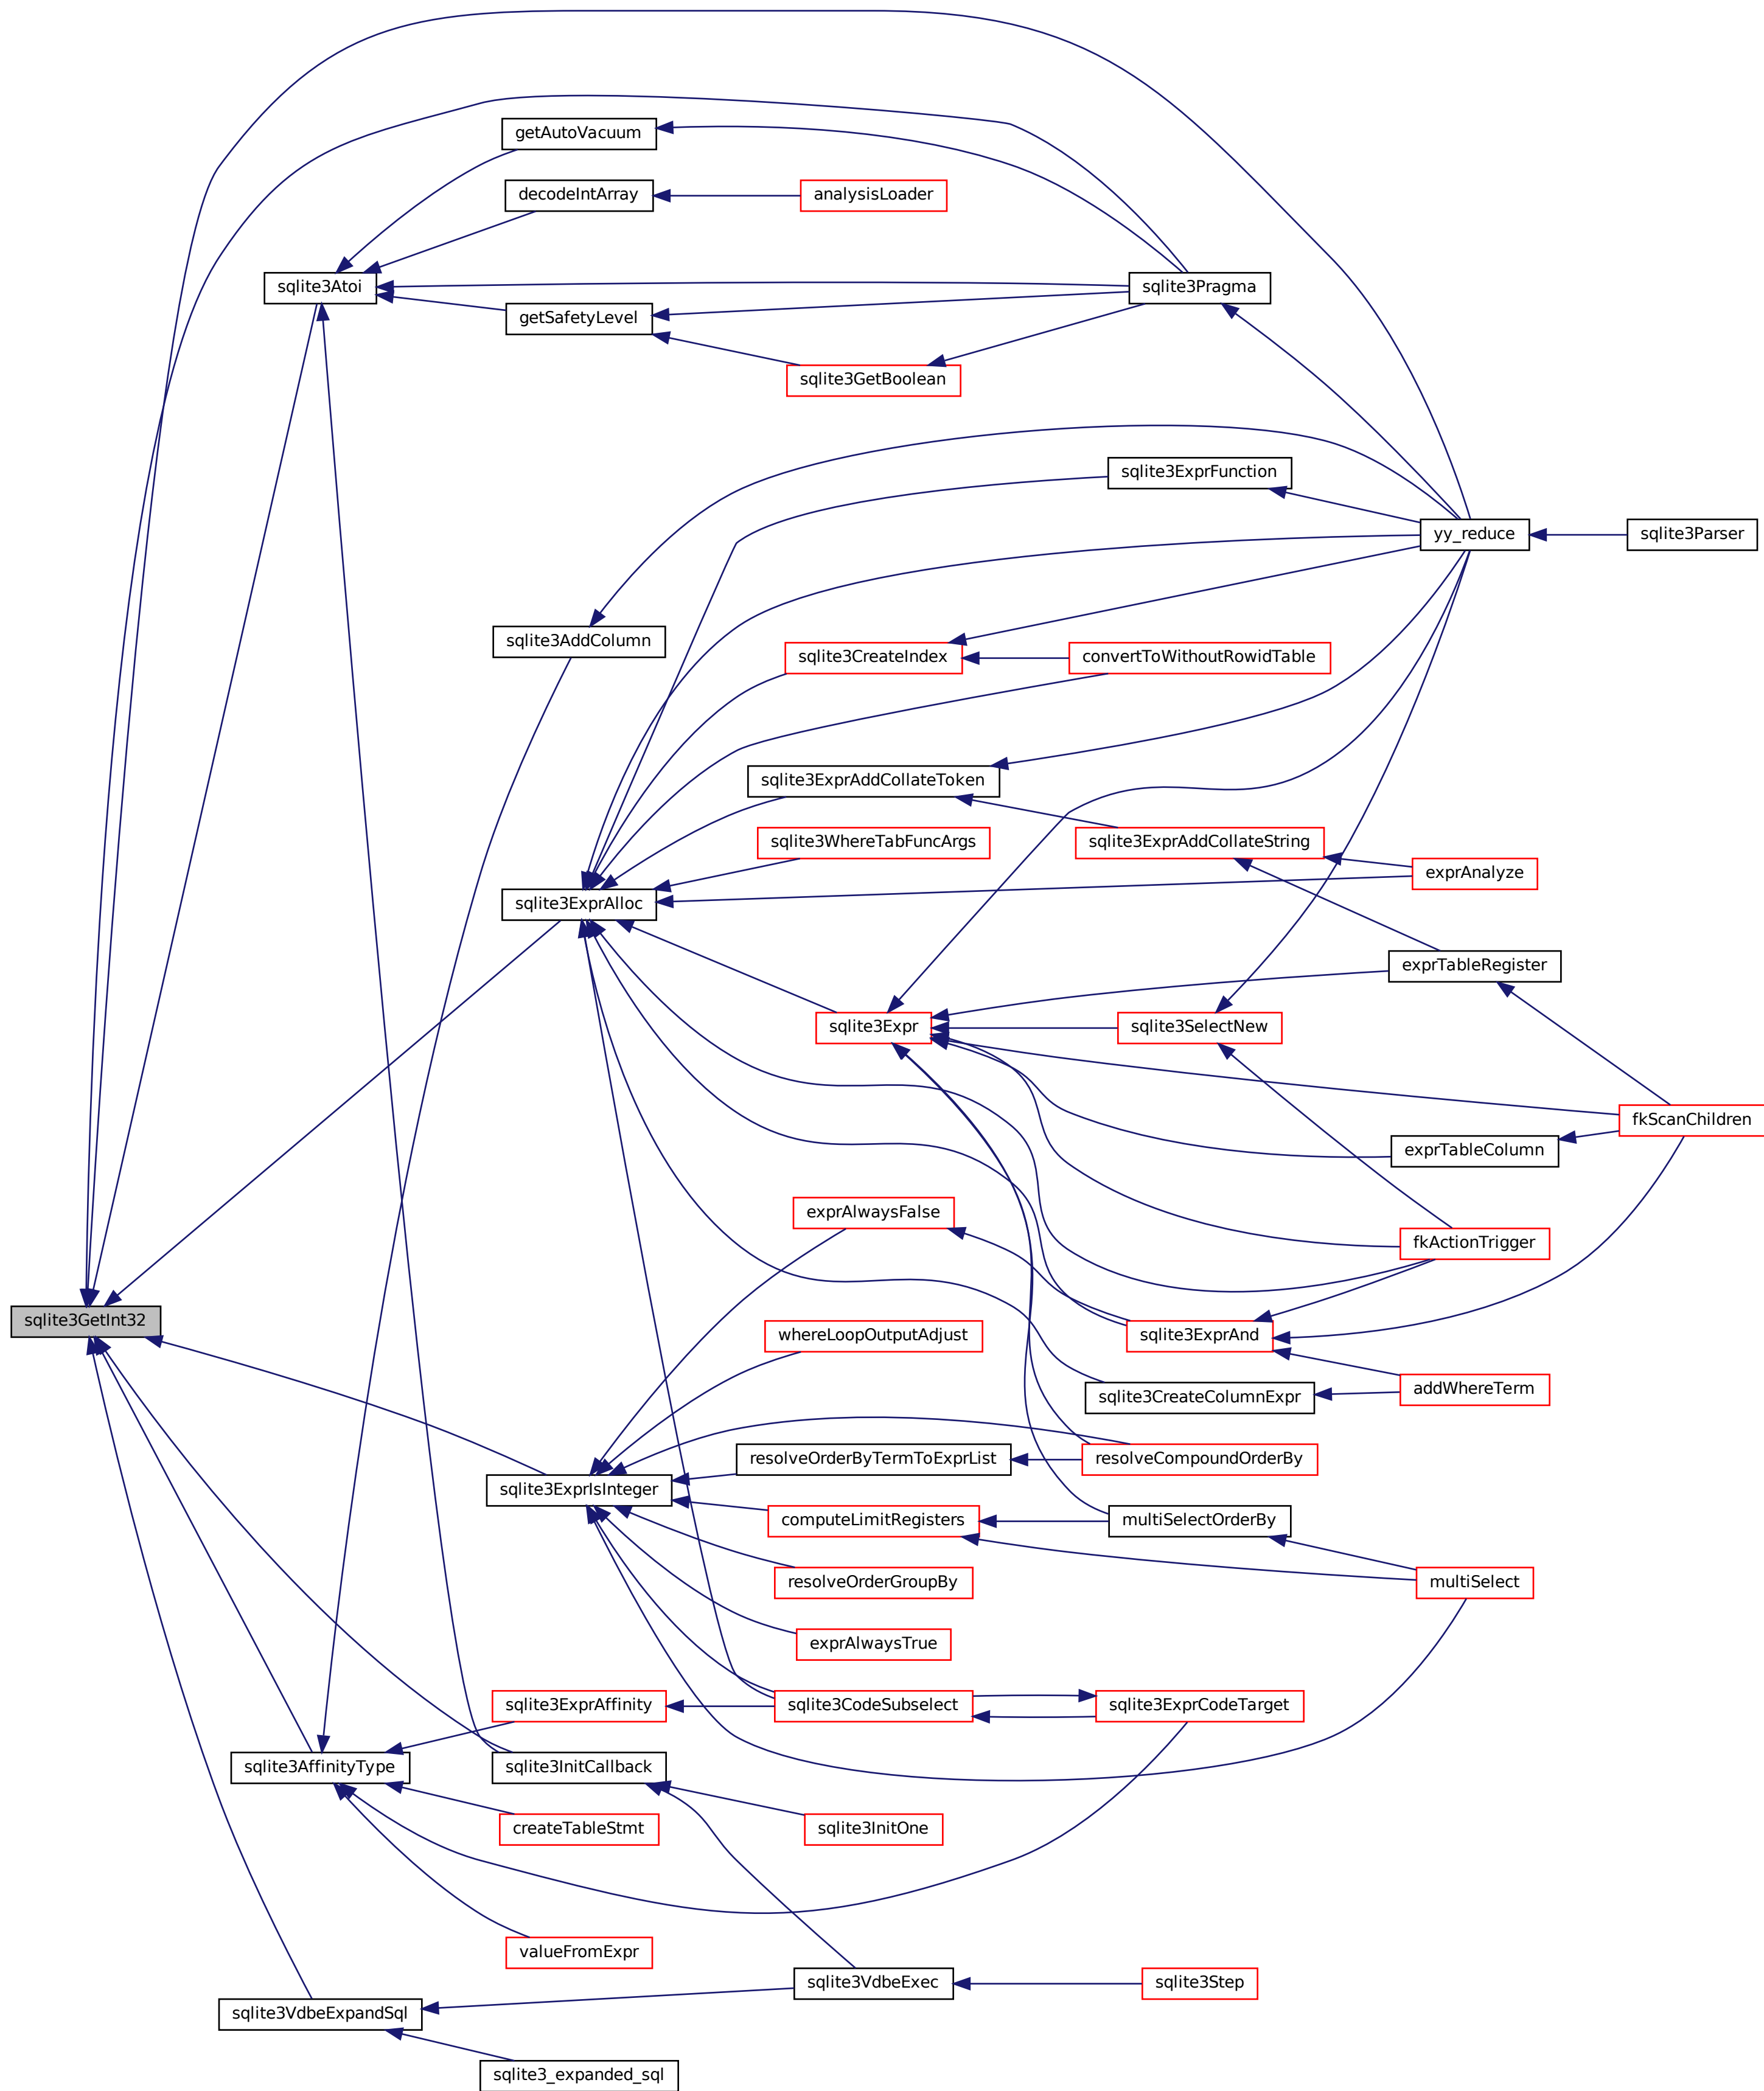 getAutoVacuum
decodeIntArray
analysisLoader
sqlite3Atoi
sqlite3Pragma
getSafetyLevel
sqlite3GetBoolean
sqlite3ExprFunction
yy_reduce
sqlite3Parser
sqlite3AddColumn
sqlite3CreateIndex
convertToWithoutRowidTable
sqlite3ExprAddCollateToken
sqlite3WhereTabFuncArgs
sqlite3ExprAddCollateString
exprAnalyze
sqlite3ExprAlloc
exprTableRegister
sqlite3Expr
sqlite3SelectNew
fkScanChildren
exprTableColumn
exprAlwaysFalse
fkActionTrigger
sqlite3GetInt32
whereLoopOutputAdjust
sqlite3ExprAnd
sqlite3CreateColumnExpr
addWhereTerm
resolveOrderByTermToExprList
resolveCompoundOrderBy
sqlite3ExprIsInteger
computeLimitRegisters
multiSelectOrderBy
resolveOrderGroupBy
multiSelect
exprAlwaysTrue
sqlite3ExprAffinity
sqlite3CodeSubselect
sqlite3ExprCodeTarget
sqlite3AffinityType
sqlite3InitCallback
createTableStmt
sqlite3InitOne
valueFromExpr
sqlite3VdbeExec
sqlite3Step
sqlite3VdbeExpandSql
sqlite3_expanded_sql